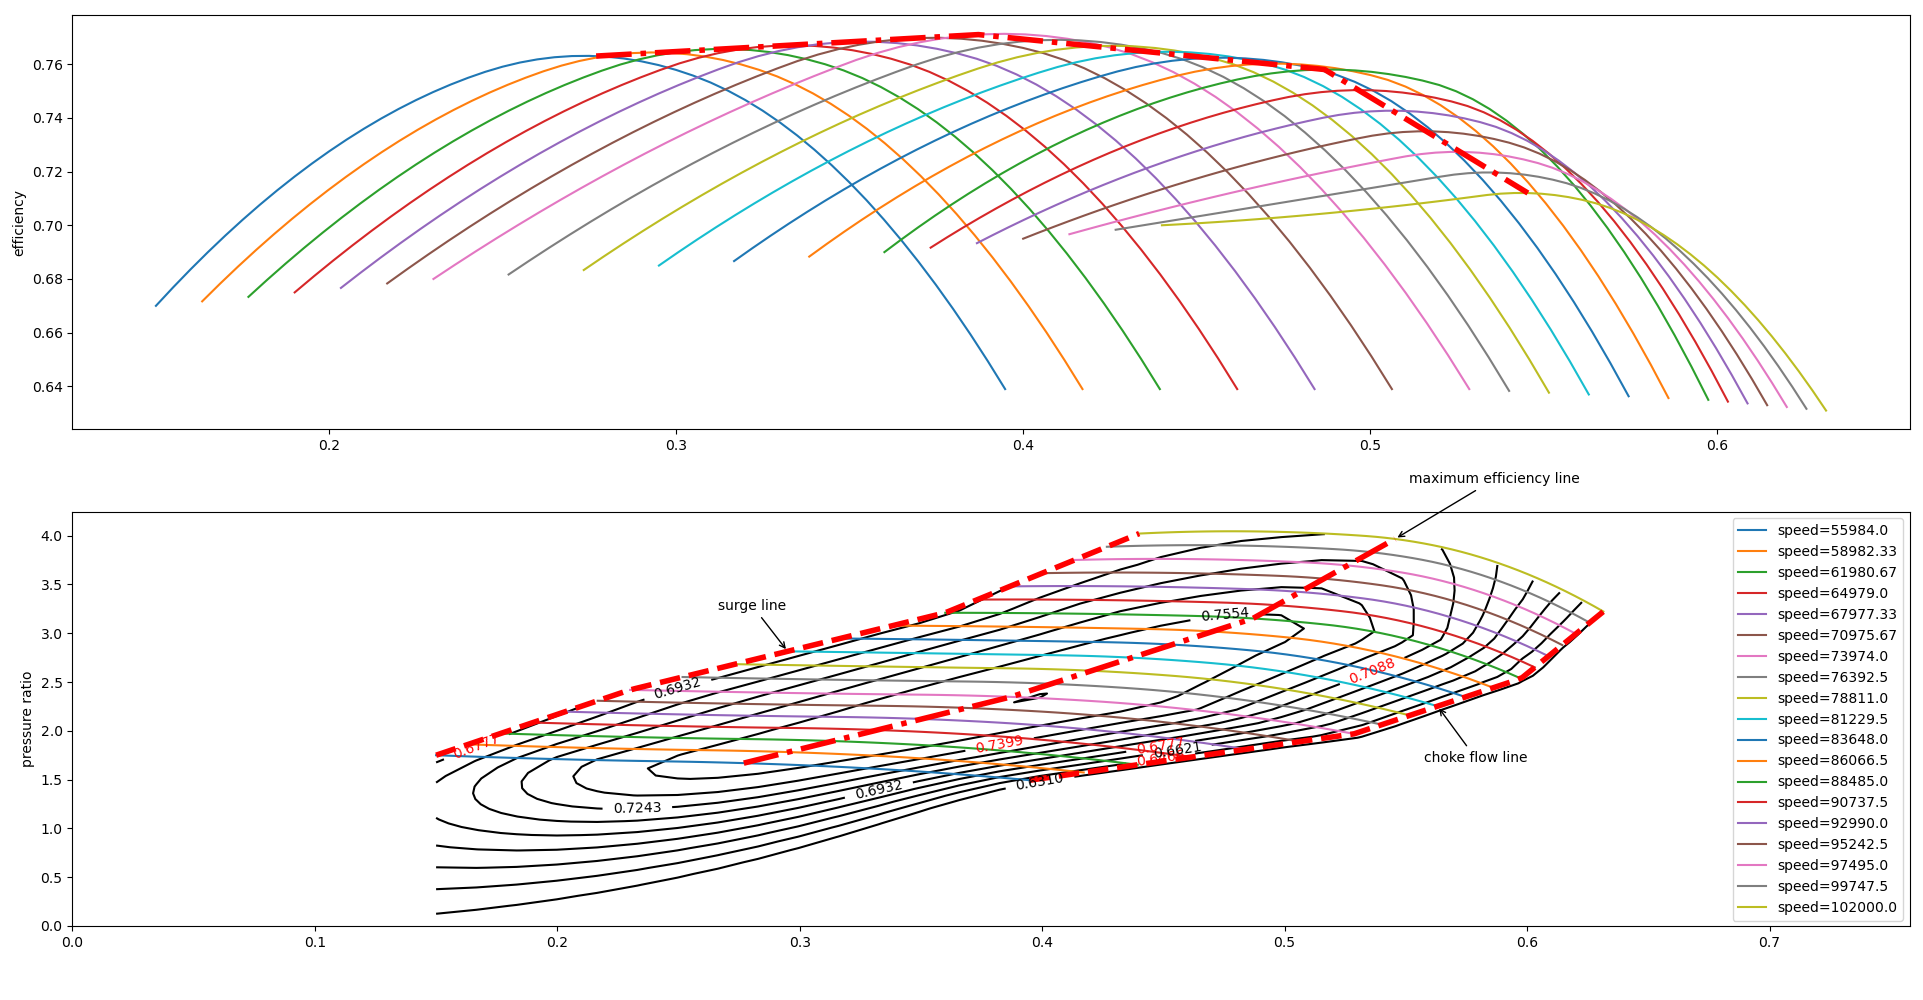 efficiency
0.76
0.74
0.72
0.70
0.68
0.66
0.64
0.2
0.3
0.4
0.5
0.6
maximum efficiency line
surge line
choke flow line
pressure ratio
4.0
3.5
3.0
2.5
2.0
1.5
1.0
0.5
0.0
0.0
0.1
0.2
0.3
0.4
0.5
0.6
0.7
0.7554
0.6932
0.7088
0.6777
0.7399
0.6777
0.6621
0.6310
0.6932
0.7243
speed=55984.0
speed=58982.33
speed=61980.67
speed=64979.0
speed=67977.33
speed=70975.67
speed=73974.0
speed=76392.5
speed=78811.0
speed=81229.5
speed=83648.0
speed=86066.5
speed=88485.0
speed=90737.5
speed=92990.0
speed=95242.5
speed=97495.0
speed=99747.5
speed=102000.0